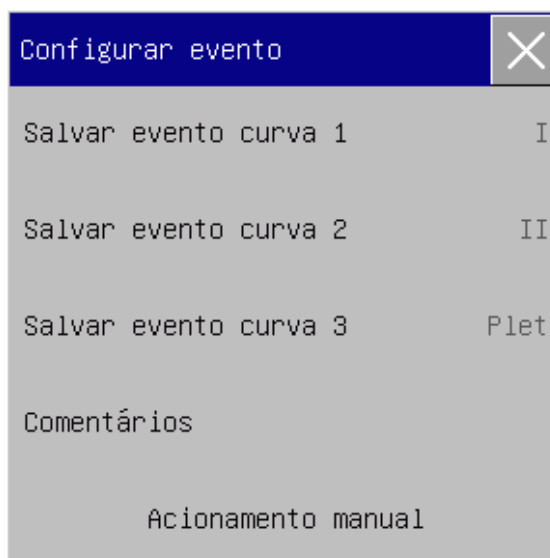 Configurar evento
Salvar evento curva 1 I
Salvar evento curva 2 II
Salvar evento curva 3 Plet
Comentários
Acionamento manual